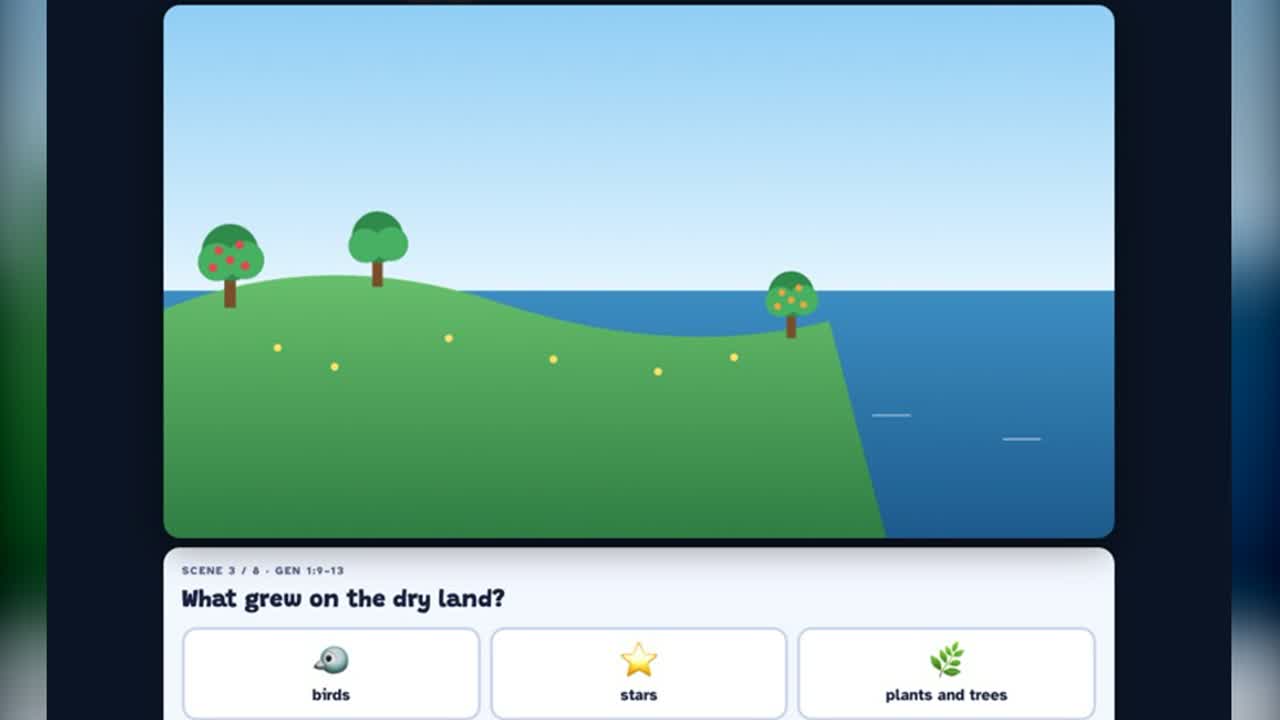 SCENE 3 / 8 · GEN 1:9–13
What grew on the dry land?
birds
stars
plants and trees